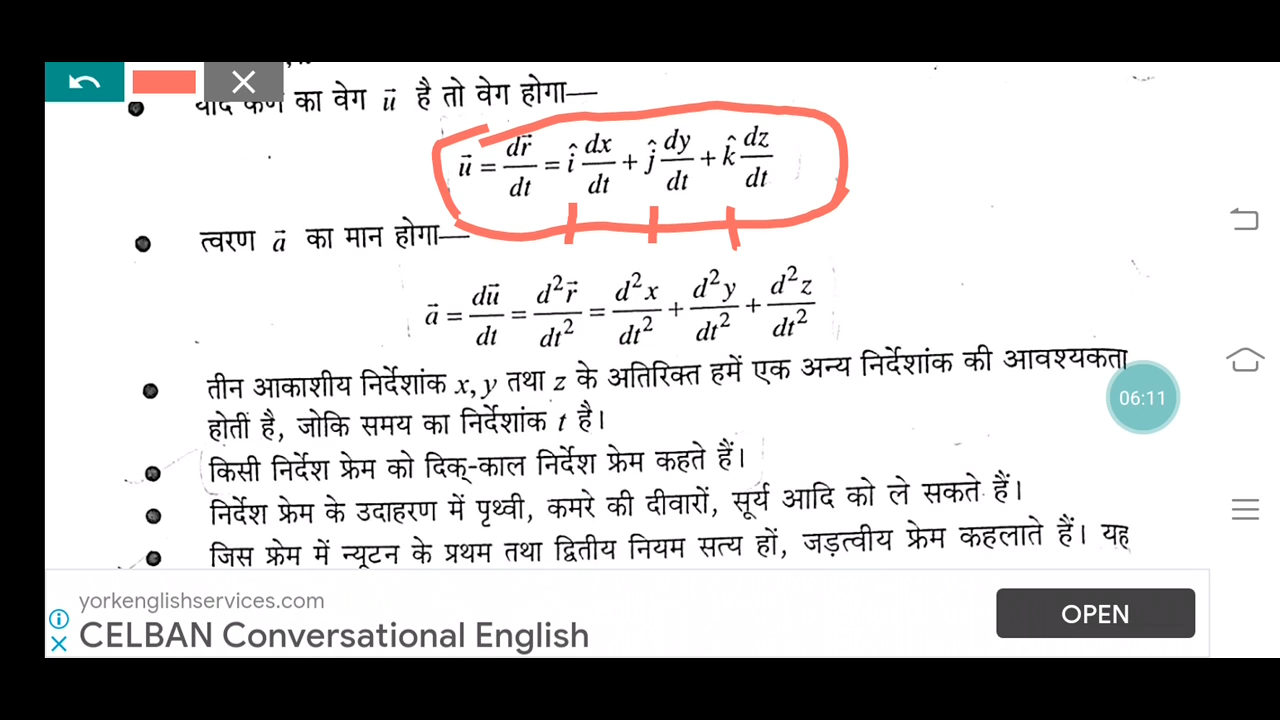 का वेग u⃗ है तो वेग होगा—
u⃗ = dr⃗/dt = î dx/dt + ĵ dy/dt + k̂ dz/dt
त्वरण a⃗ का मान होगा—
a⃗ = du⃗/dt = d²r⃗/dt² = d²x/dt² + d²y/dt² + d²z/dt²
तीन आकाशीय निर्देशांक x, y तथा z के अतिरिक्त हमें एक अन्य निर्देशांक की आवश्यकता
होती है, जोकि समय का निर्देशांक t है।
06:11
किसी निर्देश फ्रेम को दिक्-काल निर्देश फ्रेम कहते हैं।
निर्देश फ्रेम के उदाहरण में पृथ्वी, कमरे की दीवारों, सूर्य आदि को ले सकते हैं।
जिस फ्रेम में न्यूटन के प्रथम तथा द्वितीय नियम सत्य हों, जड़त्वीय फ्रेम कहलाते हैं। यह
yorkenglishservices.com
CELBAN Conversational English
OPEN